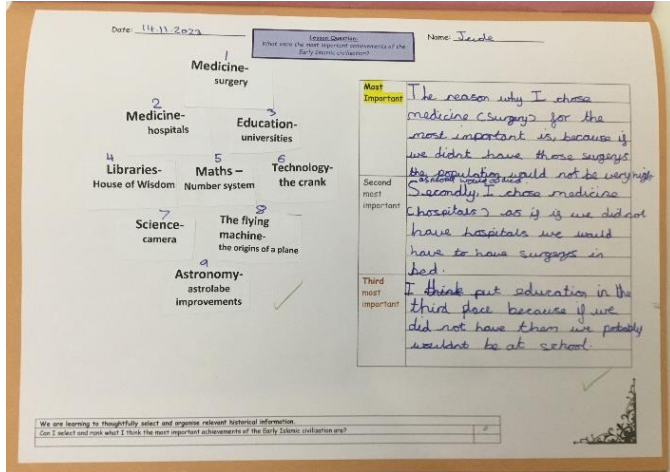 Date: 14.11.2023
Lesson Question:
What were the most important achievements of the
Early Islamic civilisation?
Name: Jude
1
Medicine-
surgery
2
Medicine-
hospitals
3
Education-
universities
4
Libraries-
House of Wisdom
5
Maths –
Number system
6
Technology-
the crank
7
Science-
camera
8
The flying
machine-
the origins of a plane
9
Astronomy-
astrolabe
improvements
Most
Important
The reason why I chose
medicine (surgery) for the
most important is, because if
we didnt have those surgeys
the population would not be very high
Second
most
important
Secondly, I chose medicine
(hospitals) as if is we did not
have hospitals we would
have to have surgerys in
bed.
Third
most
important
I think put education in the
third place because if we
did not have them we probably
wouldnt be at school.
We are learning to thoughtfully select and organise relevant historical information.
Can I select and rank what I think the most important achievements of the Early Islamic civilisation are?